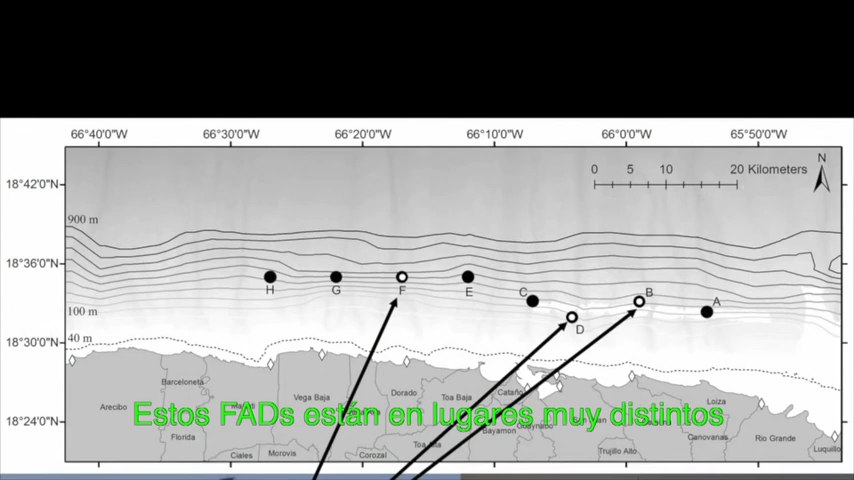 66°40'0"W 66°30'0"W 66°20'0"W 66°10'0"W 66°0'0"W 65°50'0"W
18°42'0"N
0 5 10 20 Kilometers
N
900 m
18°36'0"N
H G F E C D B A
100 m
18°30'0"N
40 m
Barceloneta
Arecibo Vega Baja Dorado Toa Baja Cataño Loiza
Estos FADs están en lugares muy distintos
18°24'0"N
Florida Bayamon Guaynabo Canovanas Rio Grande
Ciales Morovis Corozal Toa Alta Trujillo Alto Luquillo